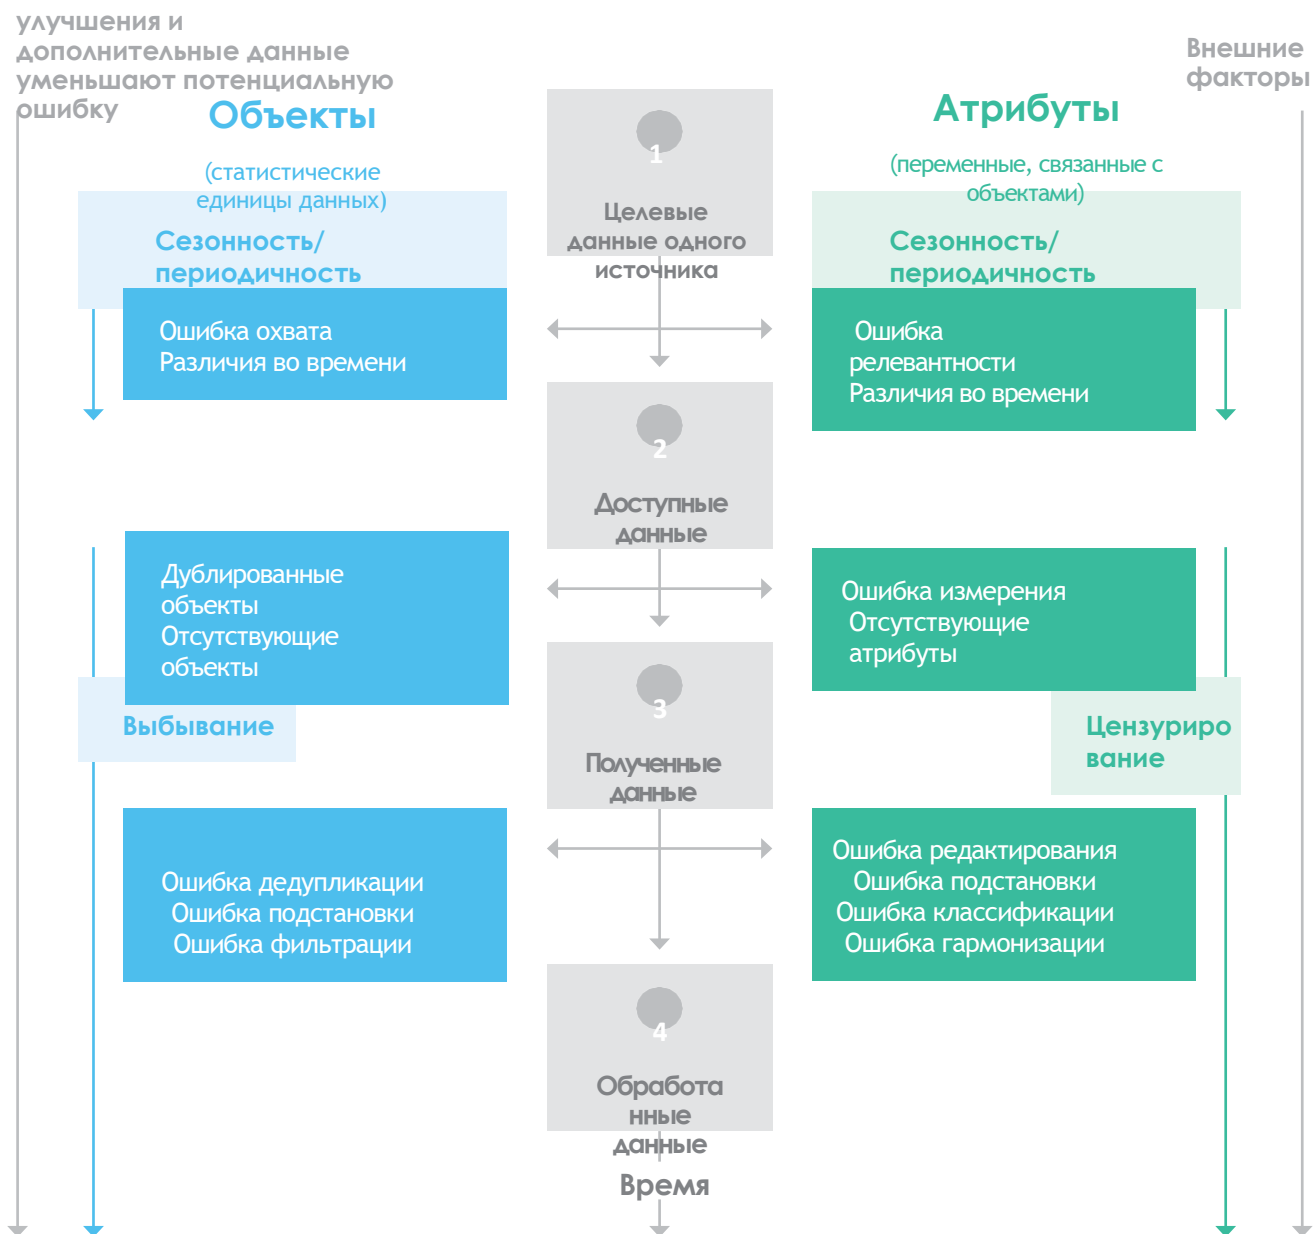 улучшения и
дополнительные данные
уменьшают потенциальную
ошибку
Внешние
факторы
Объекты
(статистические
единицы данных)
Сезонность/
периодичность
Ошибка охвата
Различия во времени
1
Целевые
данные одного
источника
Атрибуты
(переменные, связанные с
объектами)
Сезонность/
периодичность
Ошибка
релевантности
Различия во времени
2
Доступные
данные
Дублированные
объекты
Отсутствующие
объекты
Ошибка измерения
Отсутствующие
атрибуты
Выбывание
3
Полученные
данные
Цензуриро
вание
Ошибка дедупликации
Ошибка подстановки
Ошибка фильтрации
Ошибка редактирования
Ошибка подстановки
Ошибка классификации
Ошибка гармонизации
4
Обработа
нные
данные
Время